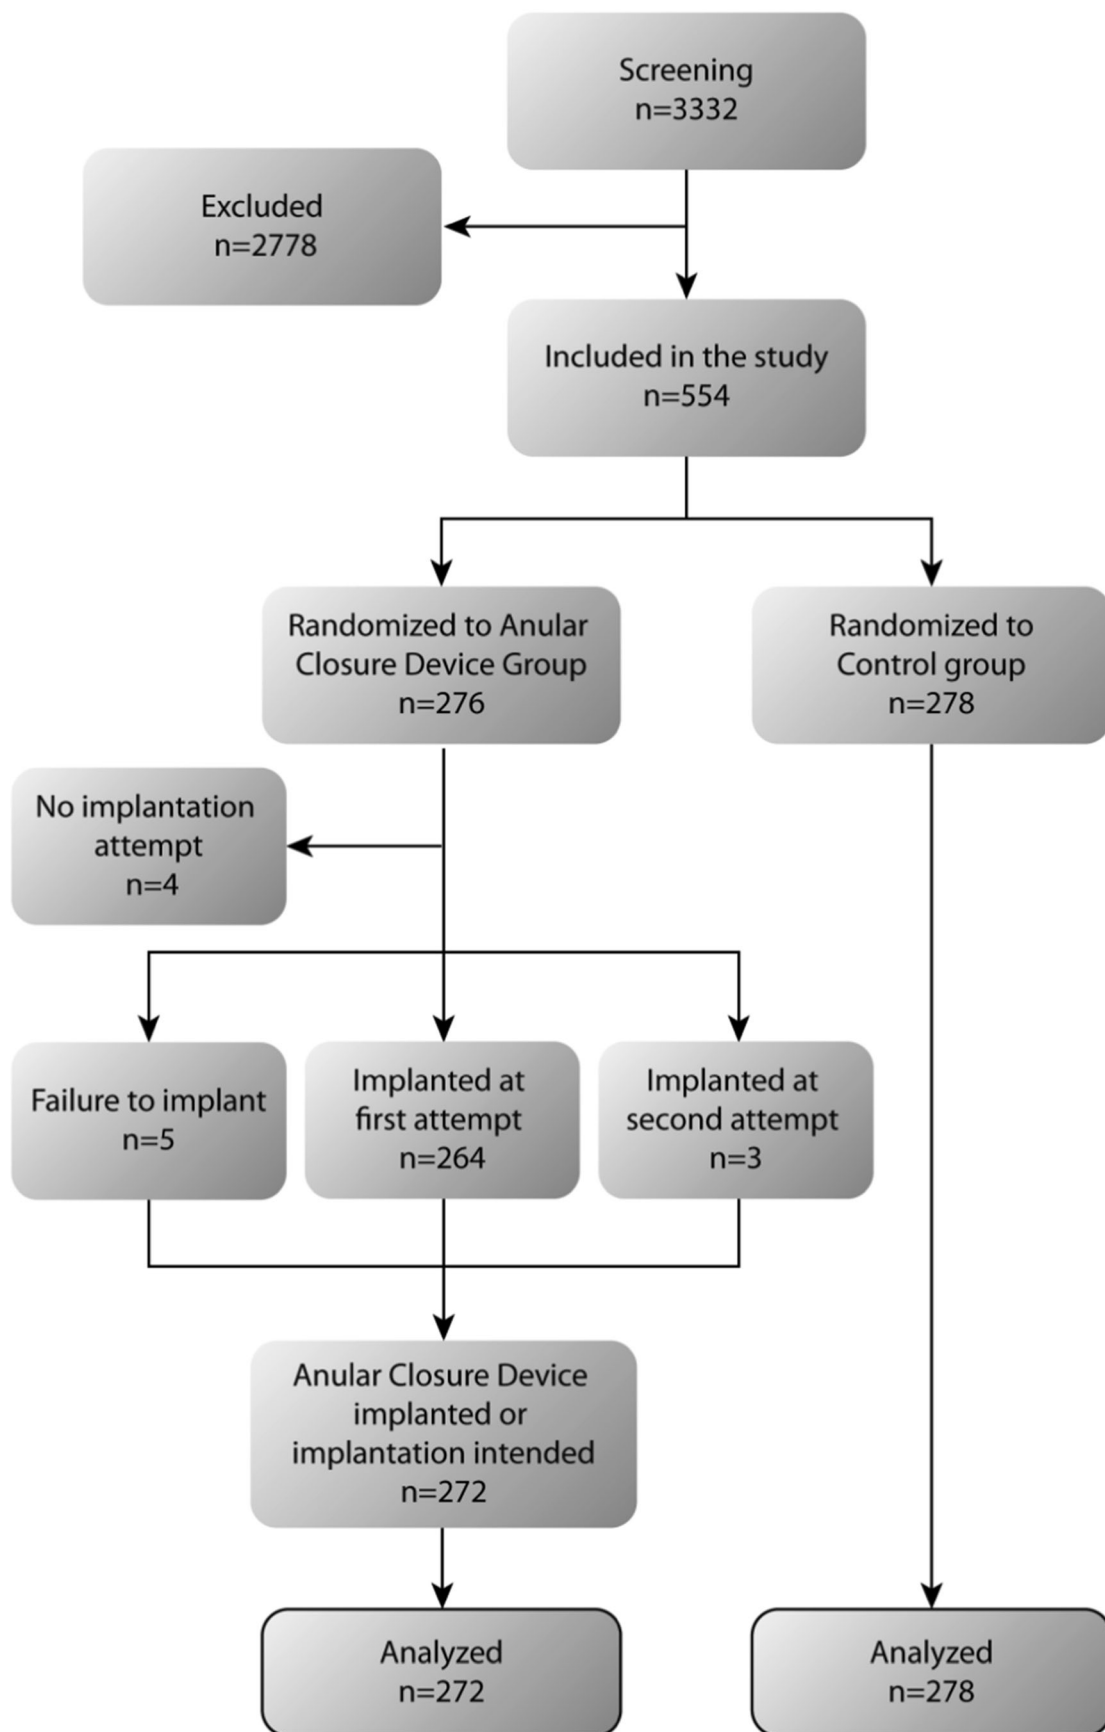 Screening
n=3332
Excluded
n=2778
Included in the study
n=554
Randomized to Anular
Closure Device Group
n=276
Randomized to
Control group
n=278
No implantation
attempt
n=4
Failure to implant
n=5
Implanted at
first attempt
n=264
Implanted at
second attempt
n=3
Anular Closure Device
implanted or
implantation intended
n=272
Analyzed
n=272
Analyzed
n=278